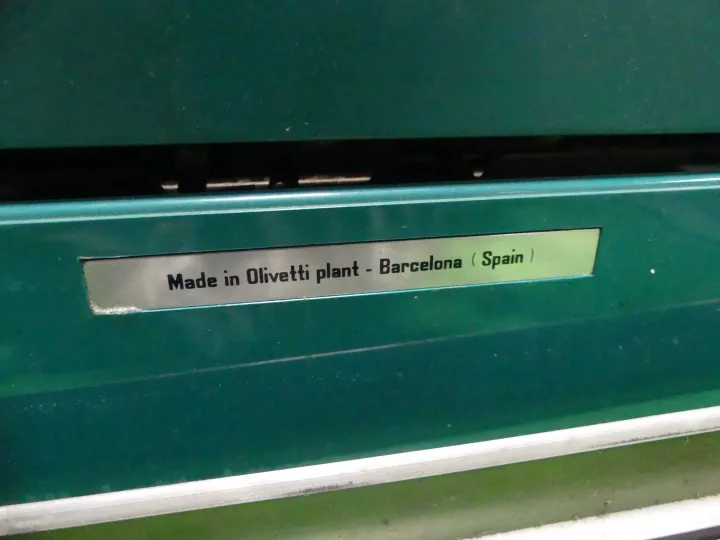 Made in Olivetti plant - Barcelona ( Spain )